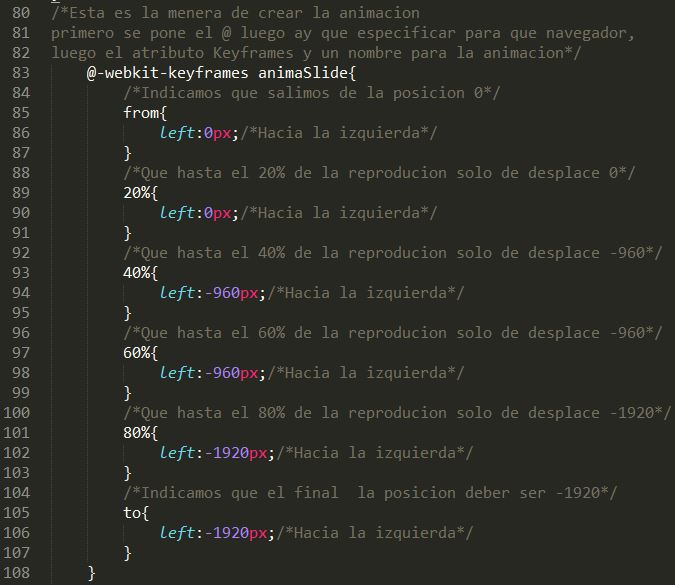 80 /*Esta es la menera de crear la animacion
81 primero se pone el @ luego ay que especificar para que navegador,
82 luego el atributo Keyframes y un nombre para la animacion*/
83 @-webkit-keyframes animaSlide{
84 /*Indicamos que salimos de la posicion 0*/
85 from{
86 left:0px;/*Hacia la izquierda*/
87 }
88 /*Que hasta el 20% de la reproducion solo de desplace 0*/
89 20%{
90 left:0px;/*Hacia la izquierda*/
91 }
92 /*Que hasta el 40% de la reproducion solo de desplace -960*/
93 40%{
94 left:-960px;/*Hacia la izquierda*/
95 }
96 /*Que hasta el 60% de la reproducion solo de desplace -960*/
97 60%{
98 left:-960px;/*Hacia la izquierda*/
99 }
100 /*Que hasta el 80% de la reproducion solo de desplace -1920*/
101 80%{
102 left:-1920px;/*Hacia la izquierda*/
103 }
104 /*Indicamos que el final  la posicion deber ser -1920*/
105 to{
106 left:-1920px;/*Hacia la izquierda*/
107 }
108 }